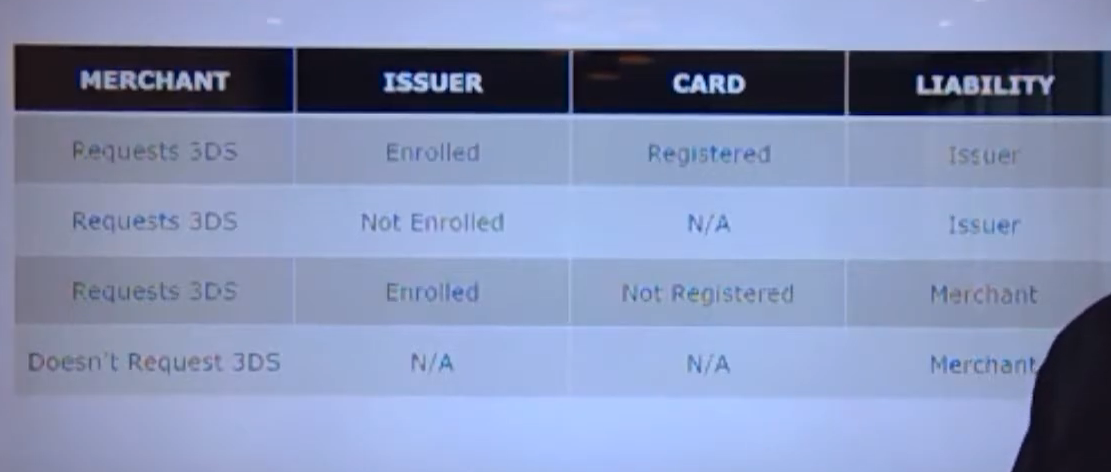 MERCHANT ISSUER CARD LIABILITY
Requests 3DS Enrolled Registered Issuer
Requests 3DS Not Enrolled N/A Issuer
Requests 3DS Enrolled Not Registered Merchant
Doesn't Request 3DS N/A N/A Merchant